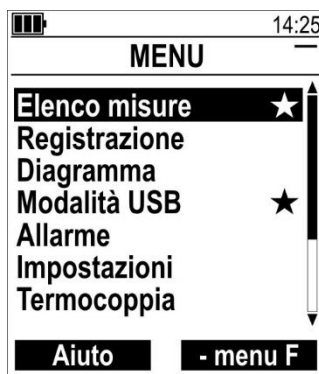 14:25
MENU
Elenco misure
Registrazione
Diagramma
Modalità USB
Allarme
Impostazioni
Termocoppia
Aiuto - menu F